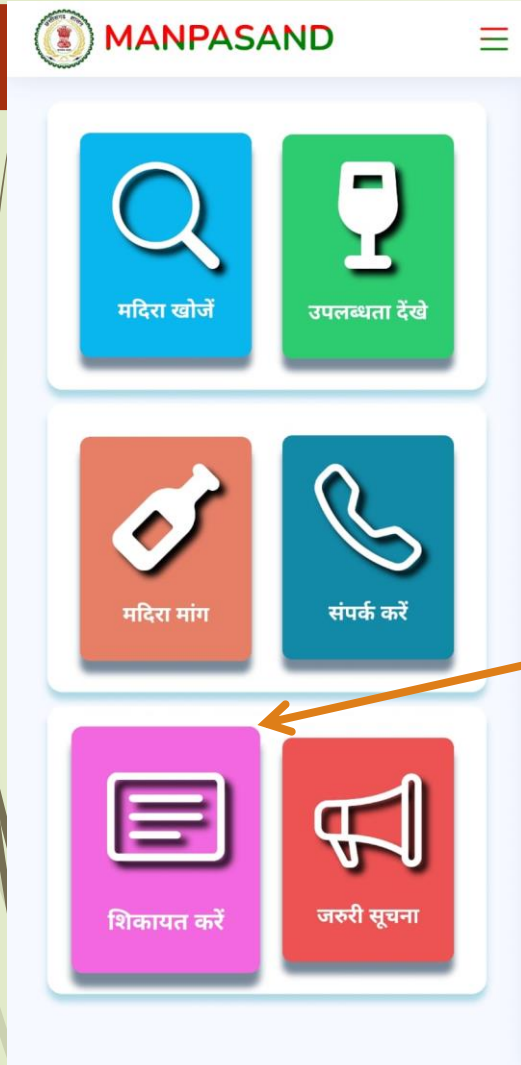 MANPASAND
मदिरा खोजें
उपलब्धता देंखे
मदिरा मांग
संपर्क करें
शिकायत करें
जरुरी सूचना